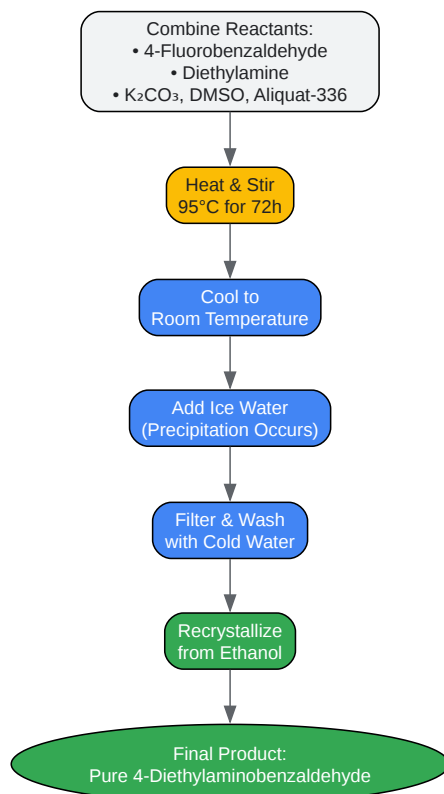 Combine Reactants:
• 4-Fluorobenzaldehyde
• Diethylamine
• K₂CO₃, DMSO, Aliquat-336
Heat & Stir
95°C for 72h
Cool to
Room Temperature
Add Ice Water
(Precipitation Occurs)
Filter & Wash
with Cold Water
Recrystallize
from Ethanol
Final Product:
Pure 4-Diethylaminobenzaldehyde